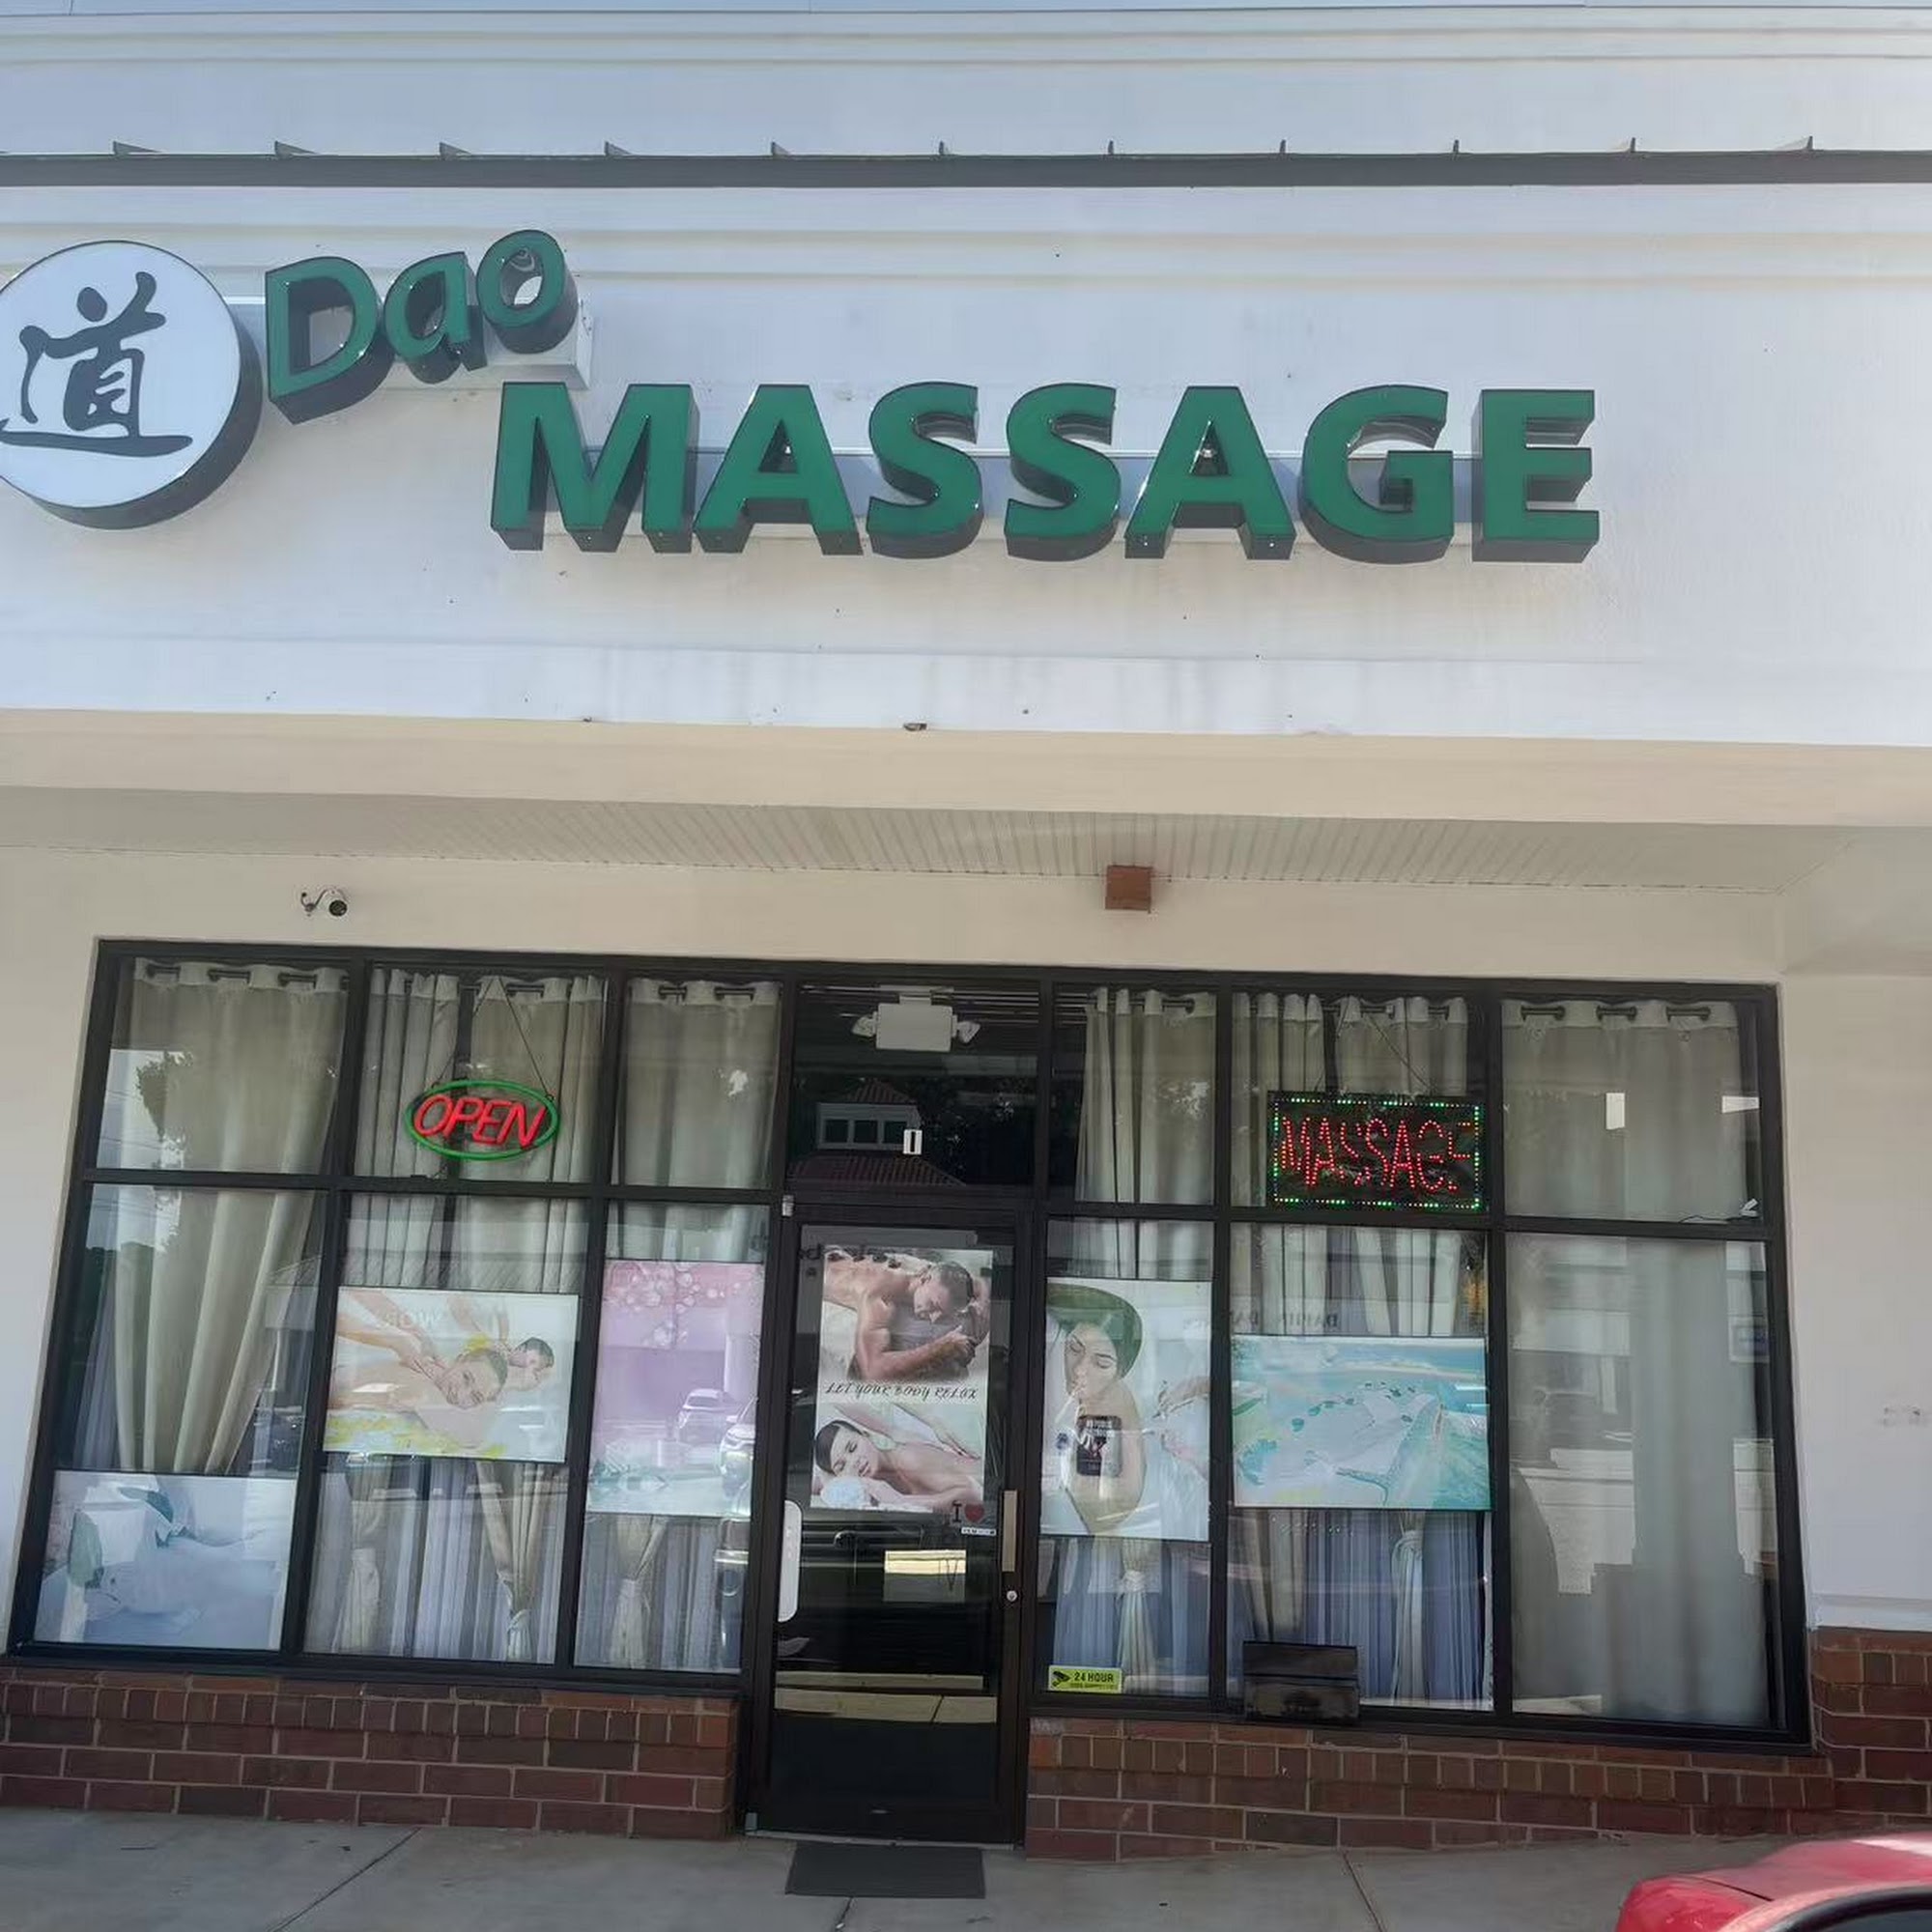 道
Dao
MASSAGE
OPEN
MASSAGE
LET YOUR BODY RELAX
I
24 HOUR